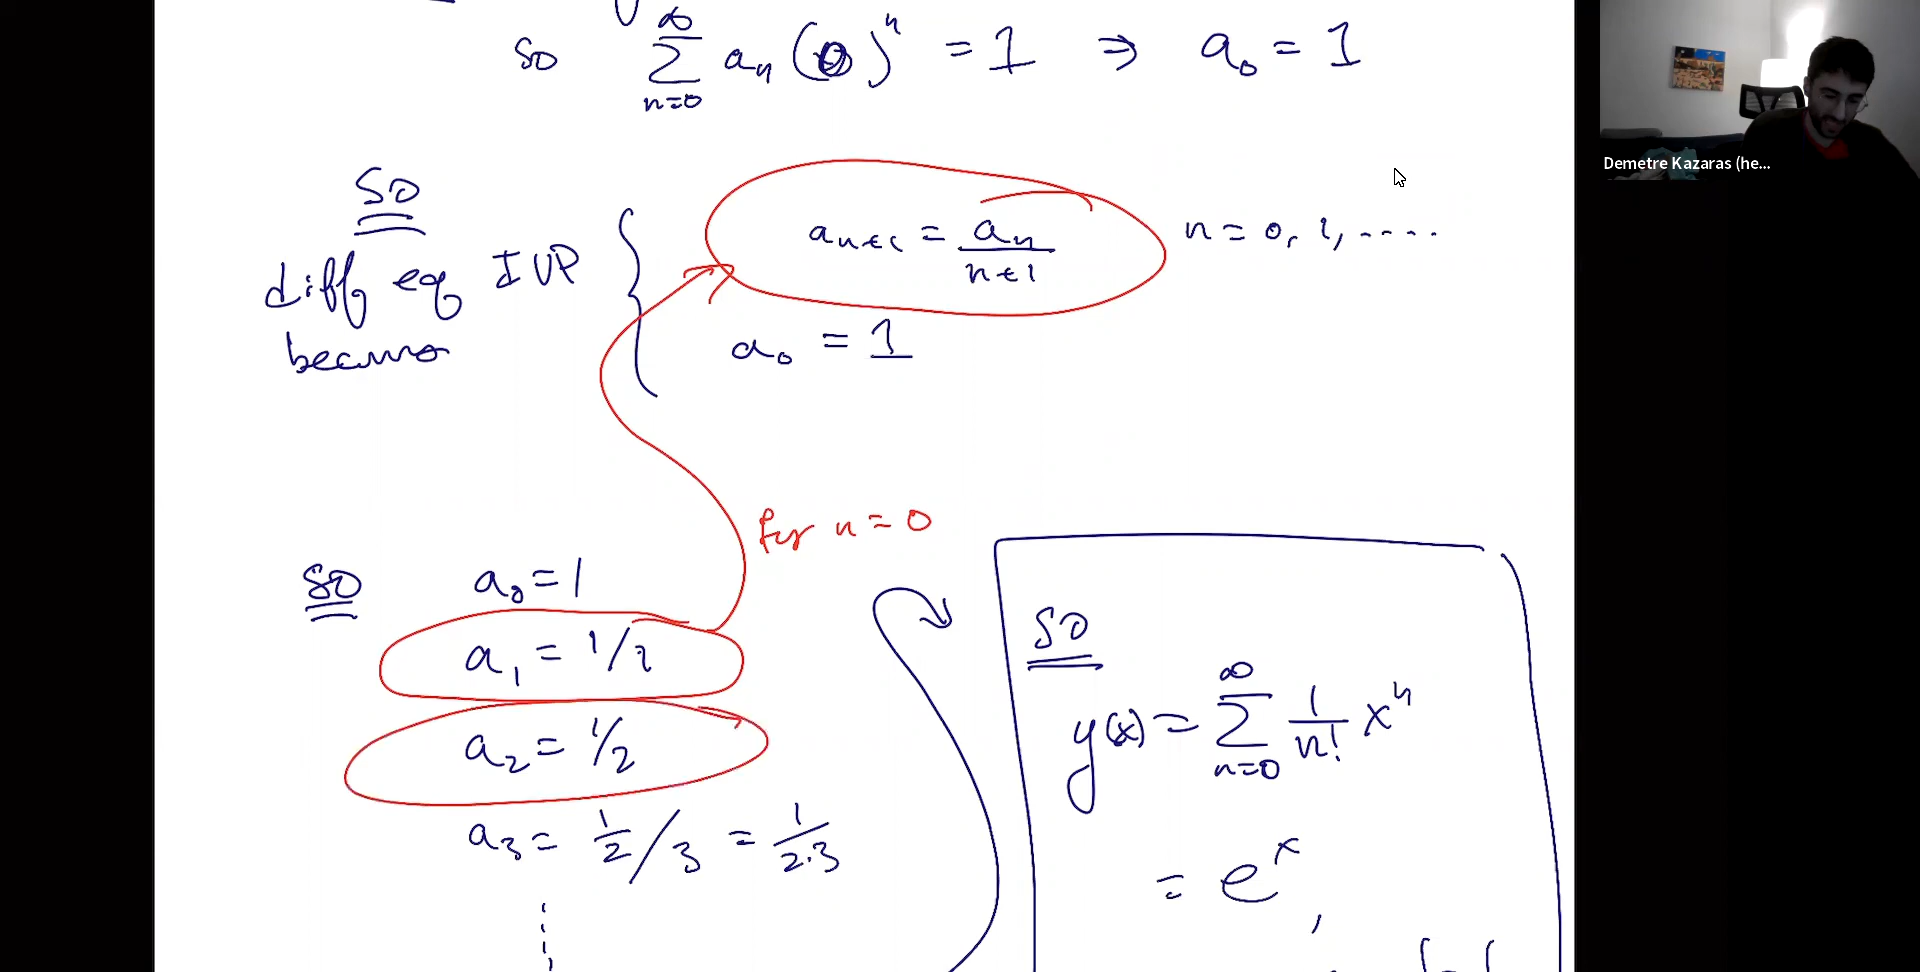 so ∑_{n=0}^{∞} a_n (0)^n = 1 ⇒ a_0 = 1
Demetre Kazaras (he...
SO
diff eq IVP
becomes
a_{n+1} = a_n / (n+1) n = 0, 1, ....
a_0 = 1
for n = 0
SO a_0 = 1
a_1 = 1/2
a_2 = 1/2
a_3 = 1/2 / 3 = 1/(2·3)
SO
y(x) = ∑_{n=0}^{∞} 1/n! x^n
= e^x,